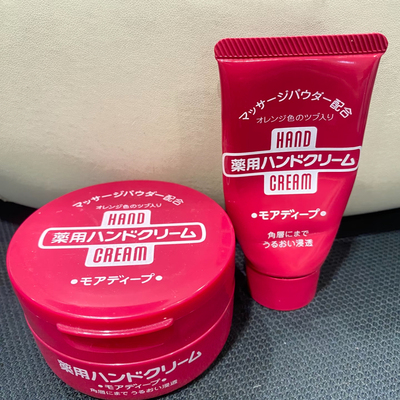 マッサージパウダー配合
オレンジ色のツブ入り
HAND
薬用ハンドクリーム
CREAM
•モアディープ•
角層にまで
うるおい浸透
マッサージパウダー配合
オレンジ色のツブ入り
HAND
薬用ハンドクリーム
CREAM
•モアディープ•
薬用ハンドクリーム
•モアディープ•
角層にまで うるおい浸透